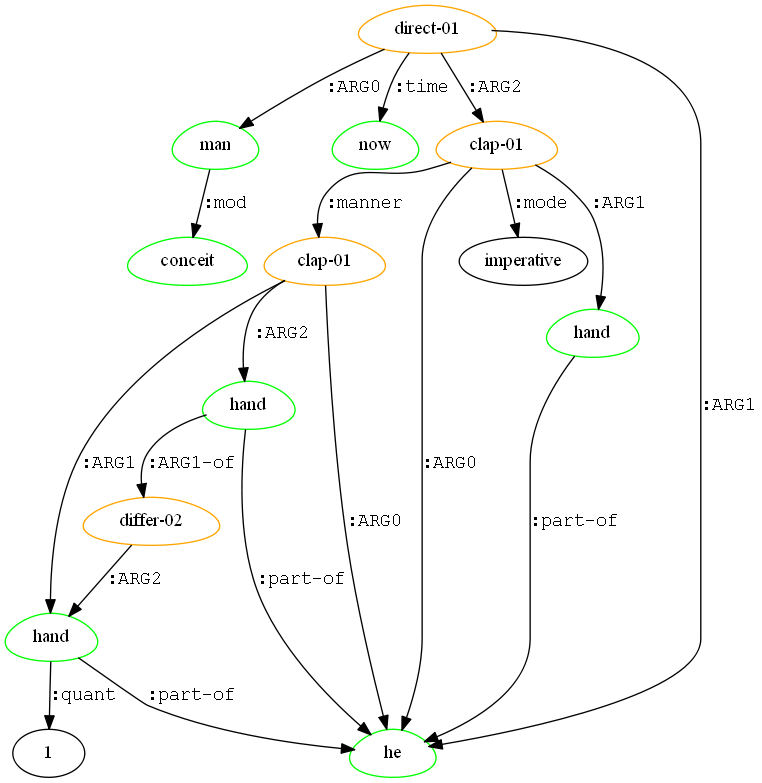 direct-01
:ARG0
:time
:ARG2
man
now
clap-01
:mod
:manner
:mode
:ARG1
conceit
clap-01
imperative
:ARG2
hand
hand
:ARG1
:ARG1-of
:ARG0
:ARG1
differ-02
:ARG0
:part-of
:ARG2
:part-of
hand
:quant
:part-of
1
he